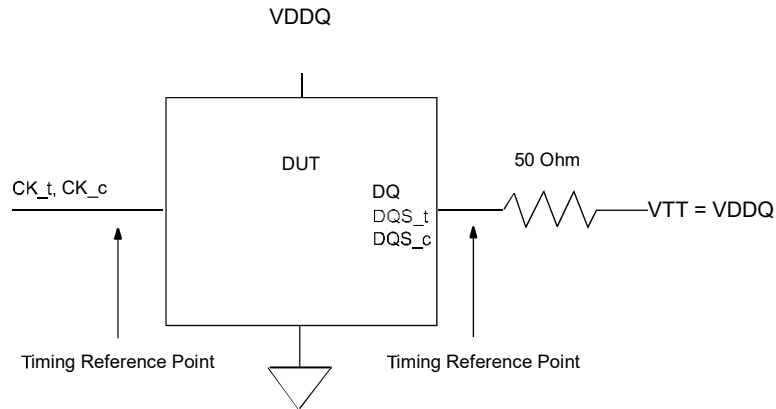 VDDQ
DUT
50 Ohm
CK_t, CK_c
DQ
DQS_t
DQS_c
VTT = VDDQ
Timing Reference Point
Timing Reference Point